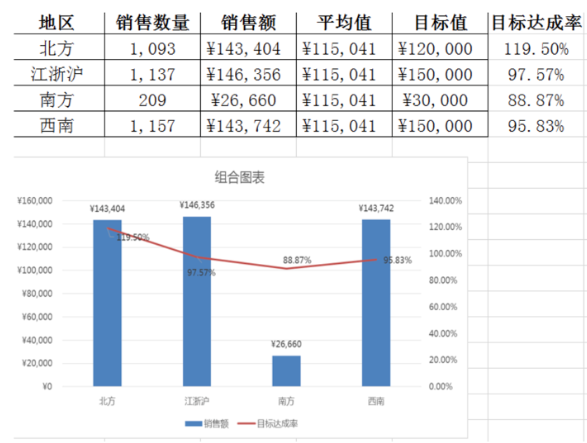 地区 销售数量 销售额 平均值 目标值 目标达成率
北方 1,093 ¥143,404 ¥115,041 ¥120,000 119.50%
江浙沪 1,137 ¥146,356 ¥115,041 ¥150,000 97.57%
南方 209 ¥26,660 ¥115,041 ¥30,000 88.87%
西南 1,157 ¥143,742 ¥115,041 ¥150,000 95.83%
组合图表
¥160,000 140.00%
¥143,404 ¥146,356 ¥143,742
¥140,000 120.00%
119.50%
¥120,000 100.00%
97.57% 88.87% 95.83%
¥100,000 80.00%
¥80,000 60.00%
¥60,000
¥40,000 40.00%
¥26,660
¥20,000 20.00%
¥0 0.00%
北方 江浙沪 南方 西南
销售额 目标达成率